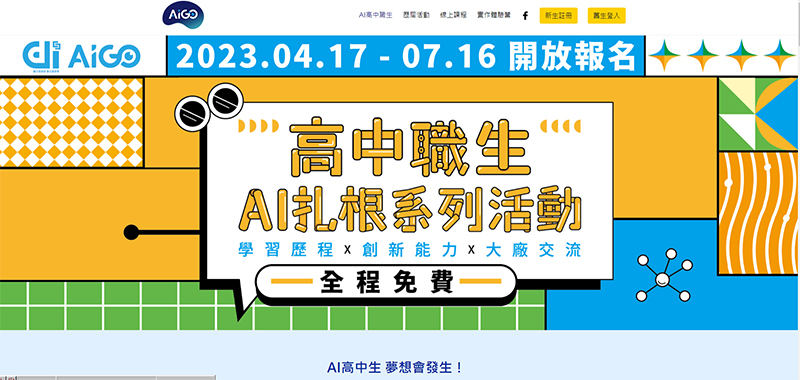 AiGO
AI高中職生 歷屆活動 線上課程 實作體驗營 f 新生註冊 舊生登入
di AiGO 2023.04.17 - 07.16 開放報名
高中職生
AI扎根系列活動
學習歷程 x 創新能力 x 大廠交流
全程免費
AI高中生 夢想會發生！